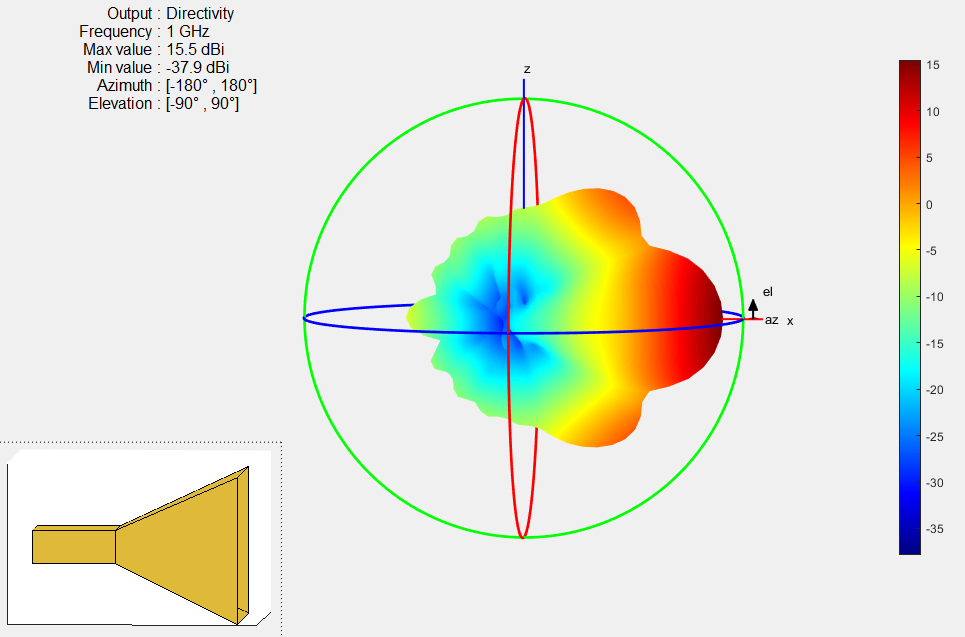 Output : Directivity
Frequency : 1 GHz
Max value : 15.5 dBi
Min value : -37.9 dBi
Azimuth : [-180° , 180°]
Elevation : [-90° , 90°]
z
el
az x
15
10
5
0
-5
-10
-15
-20
-25
-30
-35